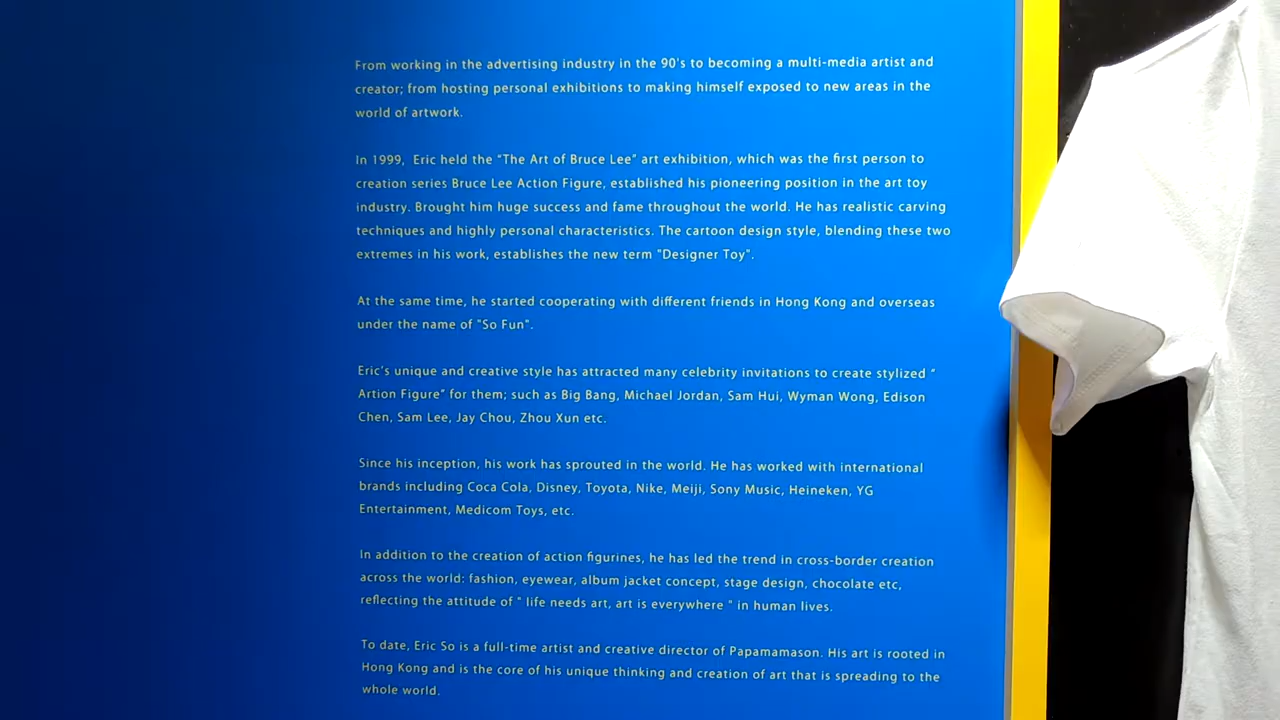 From working in the advertising industry in the 90's to becoming a multi-media artist and
creator; from hosting personal exhibitions to making himself exposed to new areas in the
world of artwork.
In 1999, Eric held the "The Art of Bruce Lee" art exhibition, which was the first person to
creation series Bruce Lee Action Figure, established his pioneering position in the art toy
industry. Brought him huge success and fame throughout the world. He has realistic carving
techniques and highly personal characteristics. The cartoon design style, blending these two
extremes in his work, establishes the new term "Designer Toy".
At the same time, he started cooperating with different friends in Hong Kong and overseas
under the name of "So Fun".
Eric's unique and creative style has attracted many celebrity invitations to create stylized "
Artion Figure" for them; such as Big Bang, Michael Jordan, Sam Hui, Wyman Wong, Edison
Chen, Sam Lee, Jay Chou, Zhou Xun etc.
Since his inception, his work has sprouted in the world. He has worked with international
brands including Coca Cola, Disney, Toyota, Nike, Meiji, Sony Music, Heineken, YG
Entertainment, Medicom Toys, etc.
In addition to the creation of action figurines, he has led the trend in cross-border creation
across the world: fashion, eyewear, album jacket concept, stage design, chocolate etc,
reflecting the attitude of " life needs art, art is everywhere " in human lives.
To date, Eric So is a full-time artist and creative director of Papamamason. His art is rooted in
Hong Kong and is the core of his unique thinking and creation of art that is spreading to the
whole world.